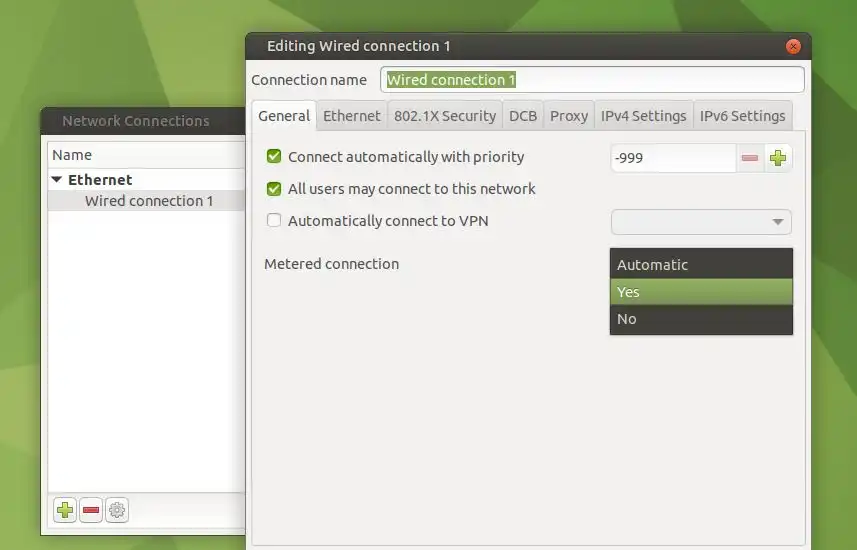 Editing Wired connection 1
Connection name Wired connection 1
General Ethernet 802.1X Security DCB Proxy IPv4 Settings IPv6 Settings
Connect automatically with priority -999
All users may connect to this network
Automatically connect to VPN
Metered connection
Automatic
Yes
No
Network Connections
Name
Ethernet
Wired connection 1